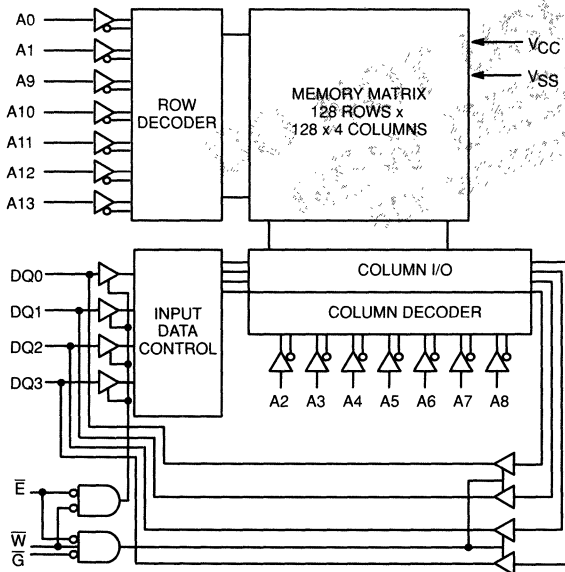 A0
A1
A9
A10
A11
A12
A13
ROW
DECODER
MEMORY MATRIX
128 ROWS x
128 x 4 COLUMNS
VCC
VSS
DQ0
DQ1
DQ2
DQ3
INPUT
DATA
CONTROL
COLUMN I/O
COLUMN DECODER
A2 A3 A4 A5 A6 A7 A8
E̅
W̅
G̅